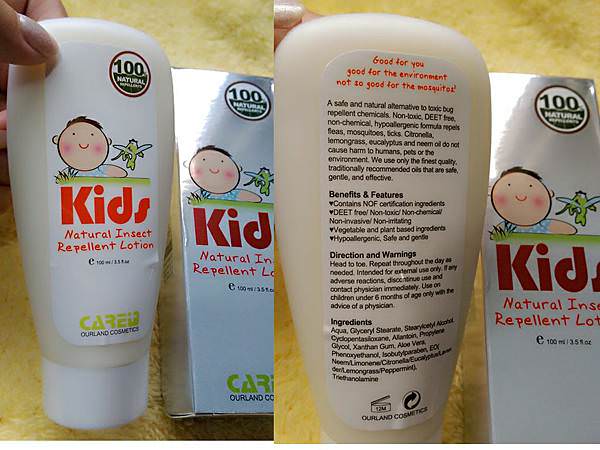 100%
NATURAL
REPELLENTS
Kids
Natural Insect
Repellent Lotion
e 100 ml / 3.5 fl.oz
CARE
OURLAND COSMETICS
100%
NATURAL
REPELLENTS
Kid
Natural Inse
Repellent Lo
e 100 ml / 3.5 fl.oz
CARE
OURLAND COSME
Good for you
good for the environment
not so good for the mosquitos!
A safe and natural alternative to toxic bug
repellent chemicals. Non-toxic, DEET free,
non-chemical, hypoallergenic formula repels
fleas, mosquitoes, ticks. Citronella,
lemongrass, eucalyptus and neem oil do not
cause harm to humans, pets or the
environment. We use only the finest quality,
traditionally recommended oils that are safe,
gentle, and effective.
Benefits & Features
♥Contains NOF certification ingredients
♥DEET free/ Non-toxic/ Non-chemical/
Non-invasive/ Non-irritating
♥Vegetable and plant based ingredients
♥Hypoallergenic, Safe and gentle
Direction and Warnings
Head to toe. Repeat throughout the day as
needed. Intended for external use only. If any
adverse reactions, discontinue use and
contact physician immediately. Use on
children under 6 months of age only with the
advice of a physician.
Ingredients
Aqua, Glyceryl Stearate, Stearylcetyl Alcohol,
Cyclopentasiloxane, Allantoin, Propylene
Glycol, Xanthan Gum, Aloe Vera,
Phenoxyethanol, Isobutylparaben, EO(
Neem/Limonene/Citronella/Eucalyptus/Laven
der/Lemongrass/Peppermint),
Triethanolamine
12M
OURLAND COSMETICS
100%
NATURAL
REPELLENTS
Kids
Natural Insec
Repellent Loti
e 100 ml / 3.5 fl.oz